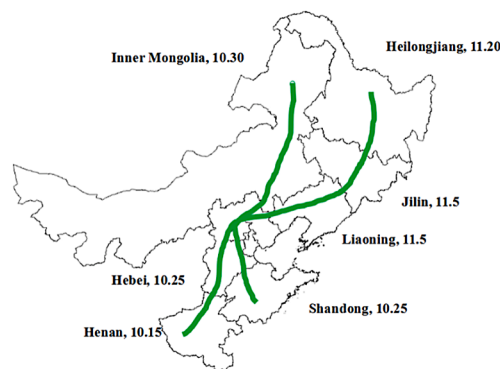 Inner Mongolia, 10.30
Heilongjiang, 11.20
Jilin, 11.5
Liaoning, 11.5
Hebei, 10.25
Shandong, 10.25
Henan, 10.15